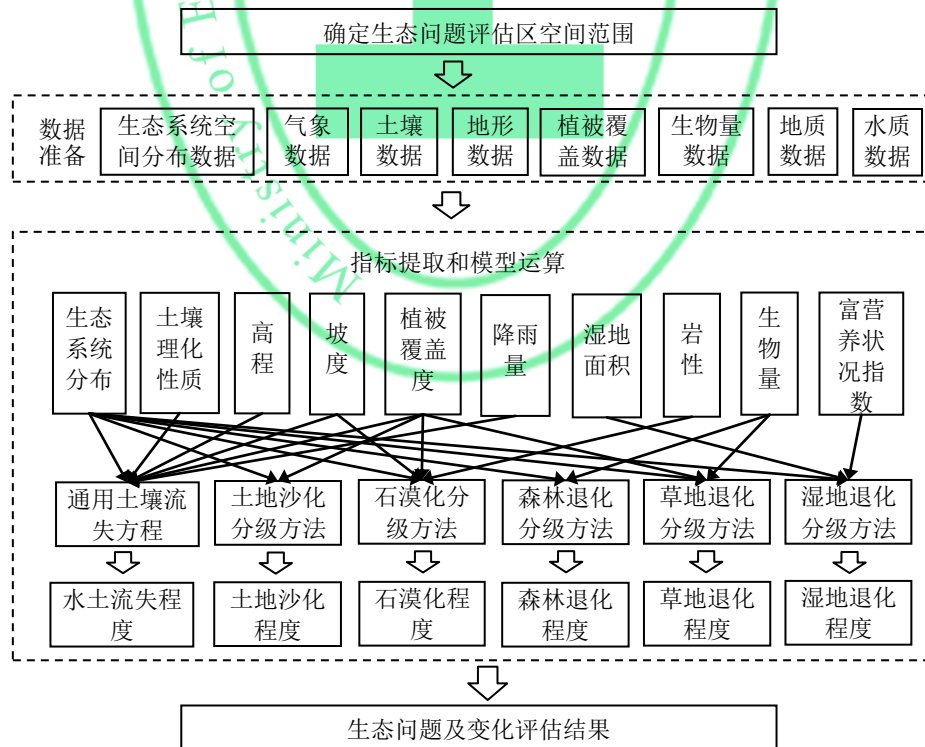 确定生态问题评估区空间范围
数据
准备
生态系统空
间分布数据
气象
数据
土壤
数据
地形
数据
植被覆
盖数据
生物量
数据
地质
数据
水质
数据
指标提取和模型运算
生态
系统
分布
土壤
理化
性质
高
程
坡
度
植被
覆盖
度
降雨
量
湿地
面积
岩
性
生
物
量
富营
养状
况指
数
通用土壤流
失方程
土地沙化
分级方法
石漠化分
级方法
森林退化
分级方法
草地退化
分级方法
湿地退化
分级方法
水土流失程
度
土地沙化
程度
石漠化程
度
森林退化
程度
草地退化
程度
湿地退化
程度
生态问题及变化评估结果
Ministry of E